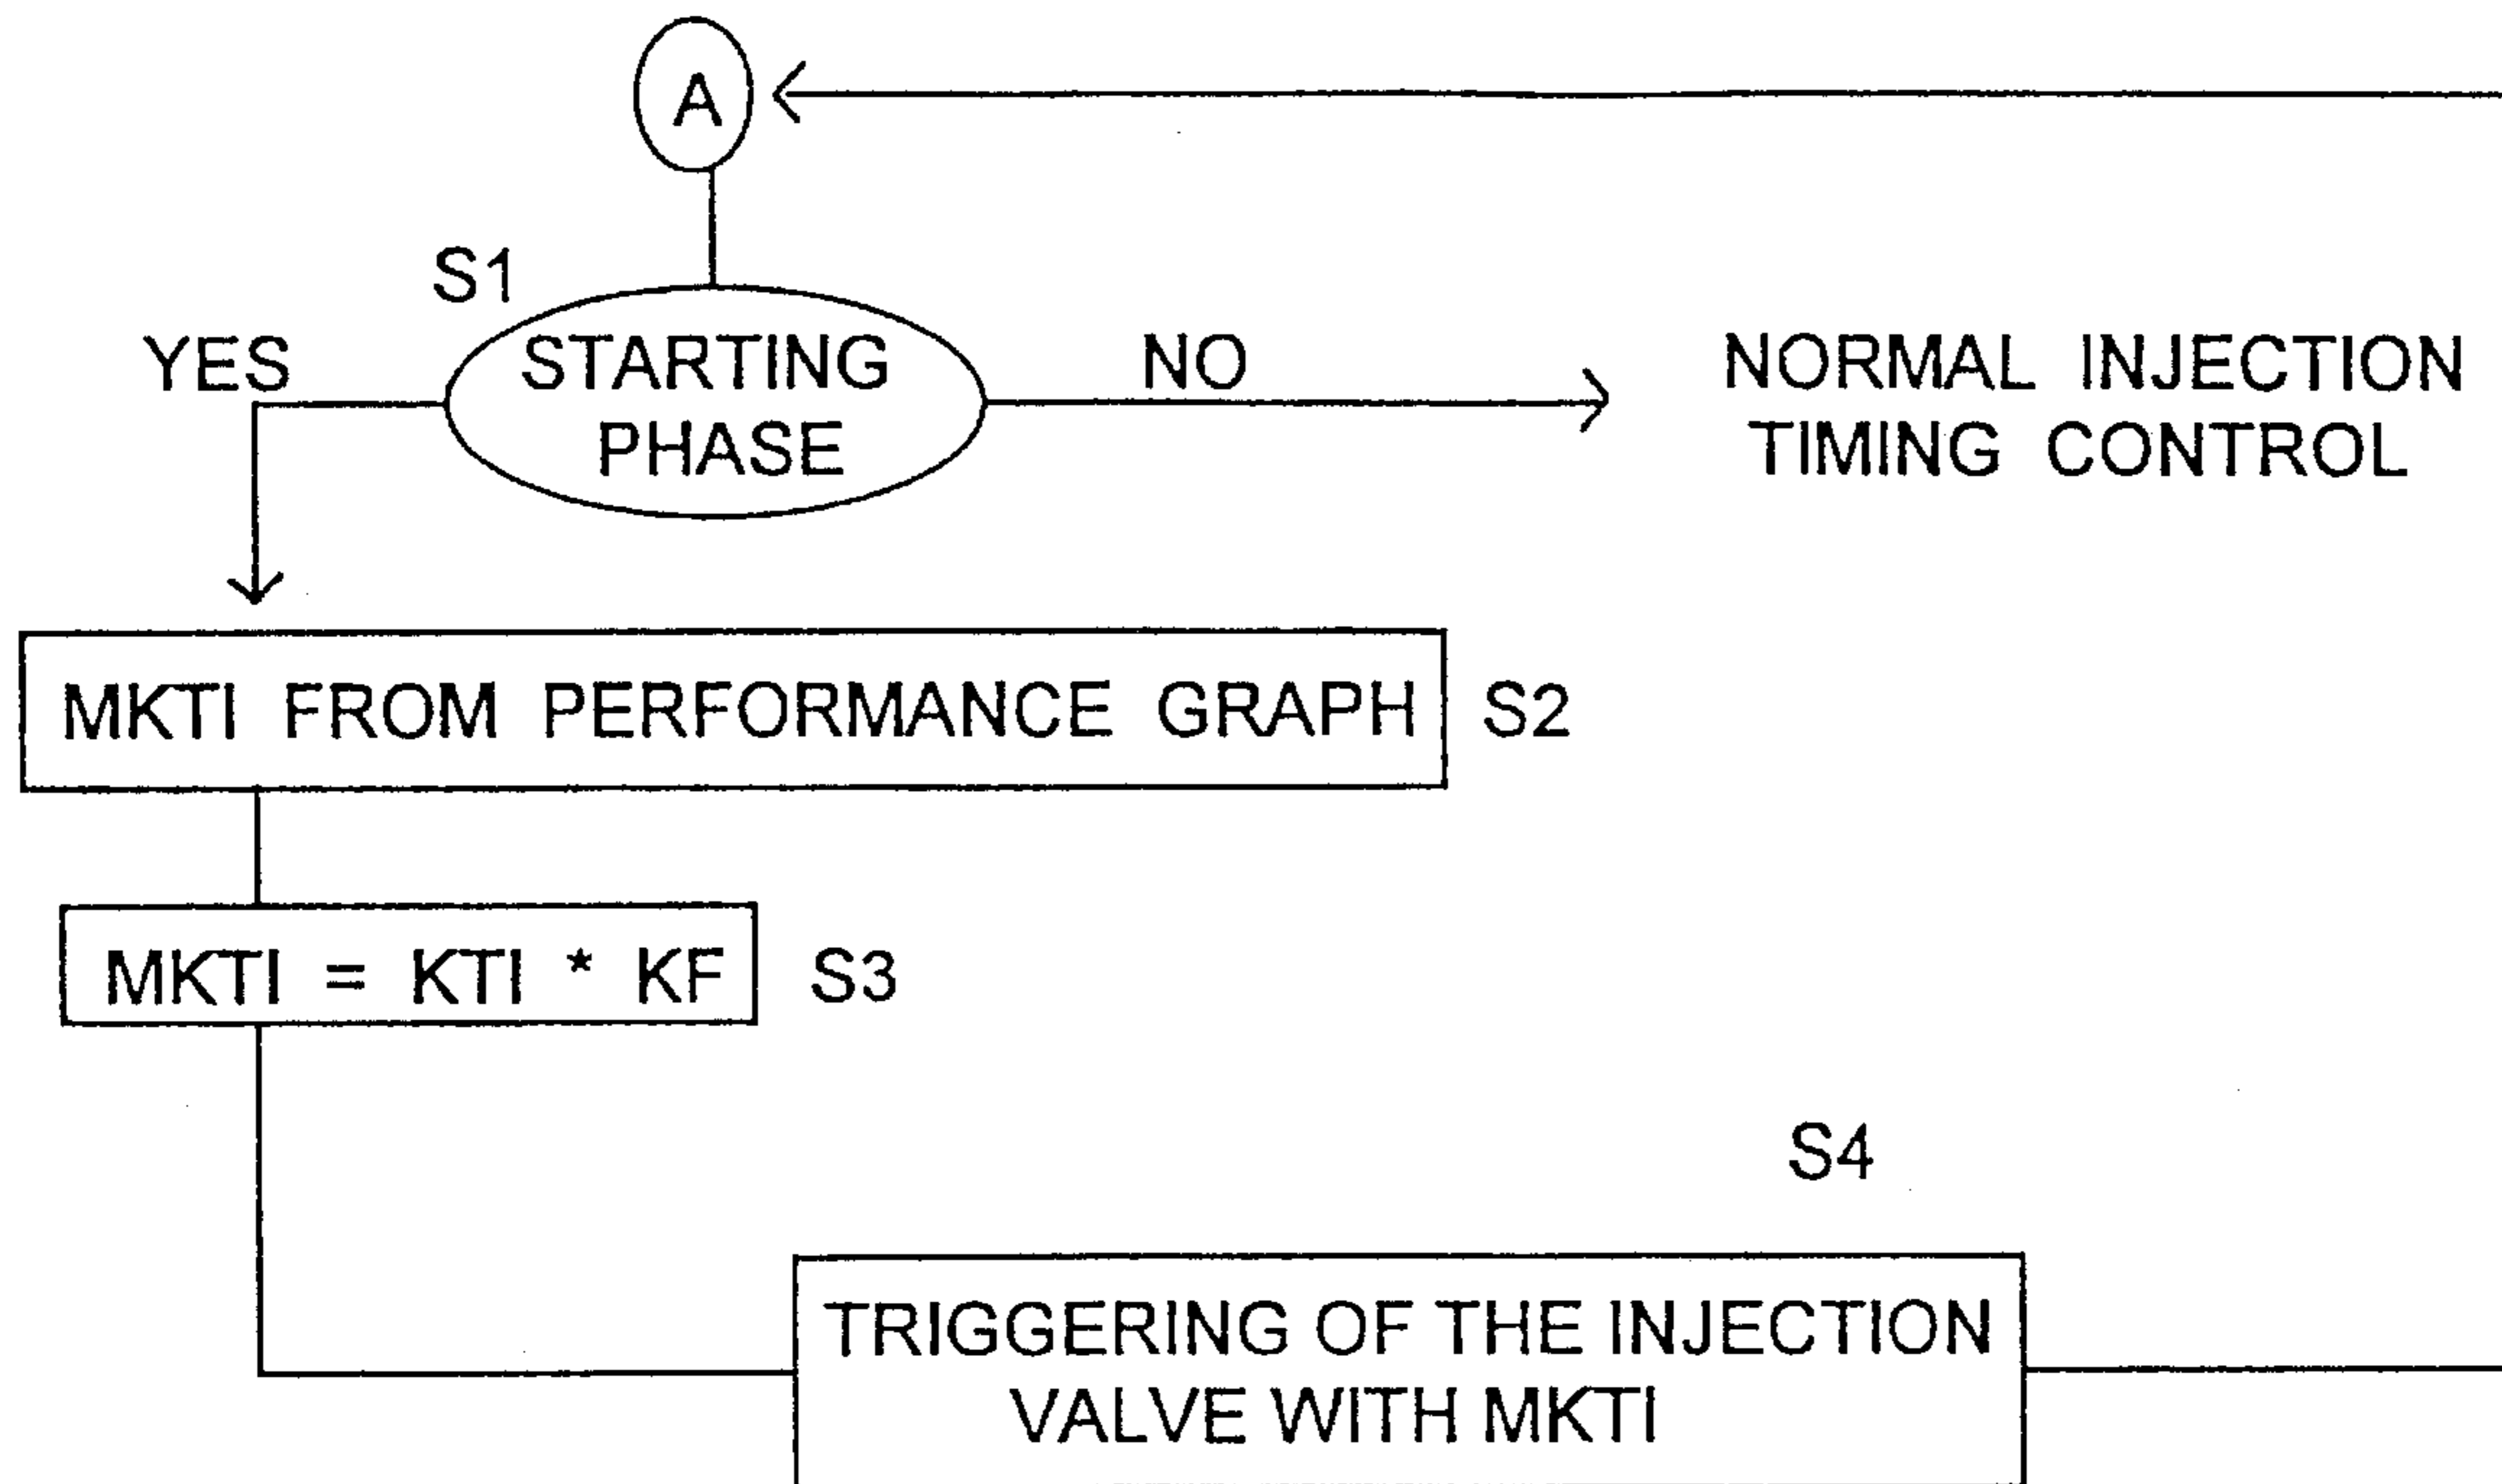 A
S1
YES
STARTING
PHASE
NO
NORMAL INJECTION
TIMING CONTROL
MKTI FROM PERFORMANCE GRAPH
S2
MKTI = KTI * KF
S3
S4
TRIGGERING OF THE INJECTION
VALVE WITH MKTI